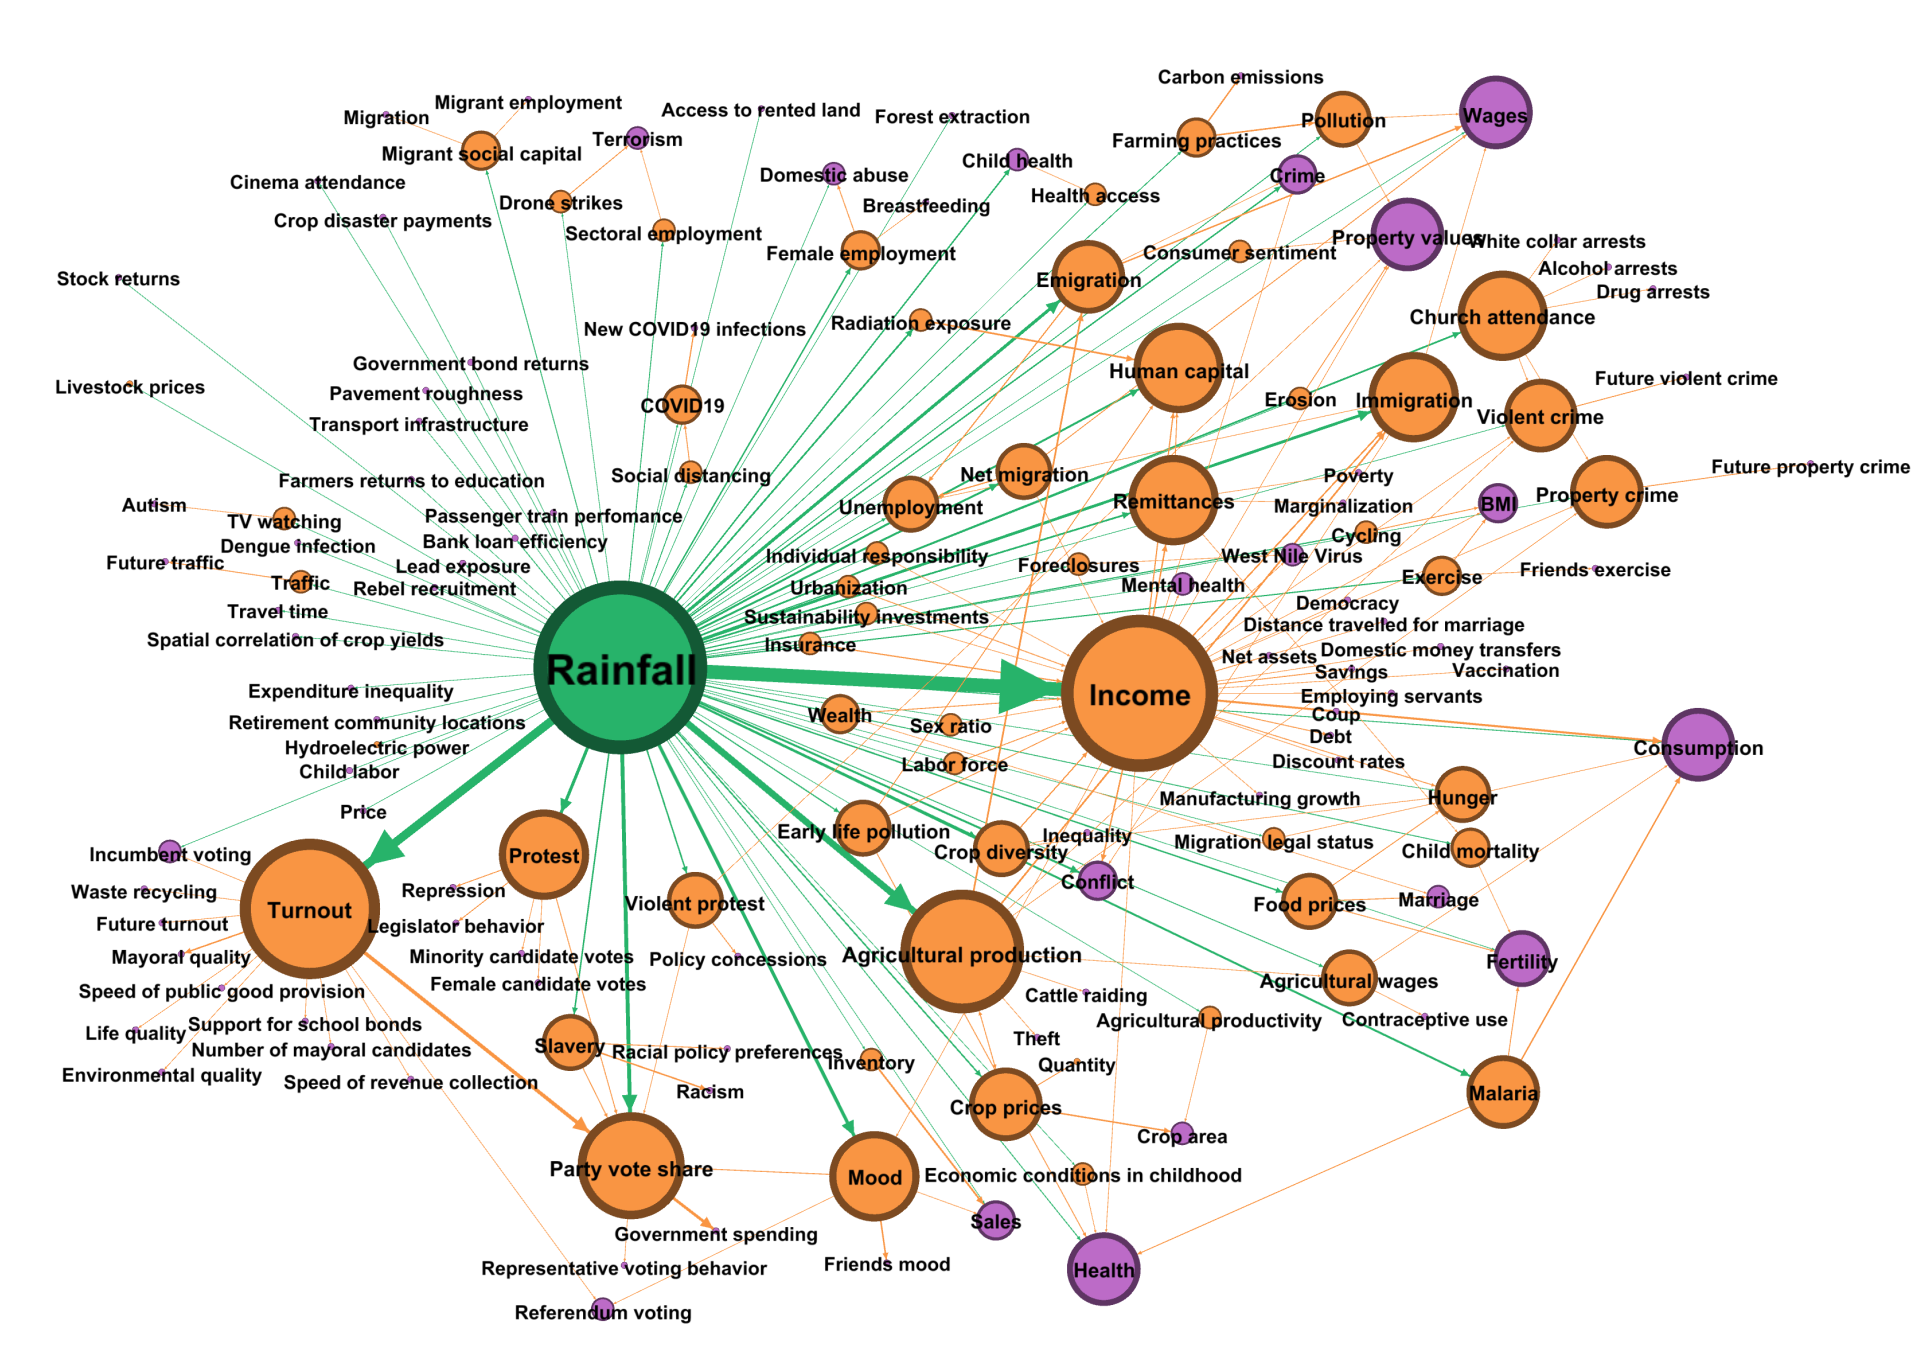 Carbon emissions
Migrant employment
Migration
Access to rented land
Forest extraction
Wages
Pollution
Farming practices
Terrorism
Migrant social capital
Child health
Domestic abuse
Crime
Cinema attendance
Health access
Drone strikes
Breastfeeding
Crop disaster payments
Sectoral employment
Property values
White collar arrests
Female employment
Consumer sentiment
Alcohol arrests
Stock returns
Emigration
Drug arrests
Church attendance
Radiation exposure
New COVID19 infections
Government bond returns
Human capital
Future violent crime
Livestock prices
Pavement roughness
Erosion
Immigration
COVID19
Violent crime
Transport infrastructure
Future property crime
Net migration
Social distancing
Poverty
Farmers returns to education
Property crime
Remittances
Autism
Unemployment
Marginalization
BMI
Passenger train perfomance
TV watching
Cycling
Bank loan efficiency
Dengue infection
Individual responsibility
West Nile Virus
Future traffic
Foreclosures
Lead exposure
Friends exercise
Exercise
Traffic
Mental health
Rebel recruitment
Urbanization
Democracy
Travel time
Sustainability investments
Distance travelled for marriage
Spatial correlation of crop yields
Insurance
Domestic money transfers
Net assets
Rainfall
Savings
Vaccination
Expenditure inequality
Income
Employing servants
Wealth
Coup
Retirement community locations
Sex ratio
Debt
Hydroelectric power
Consumption
Discount rates
Labor force
Child labor
Hunger
Manufacturing growth
Price
Early life pollution
Inequality
Migration legal status
Crop diversity
Child mortality
Incumbent voting
Protest
Conflict
Repression
Waste recycling
Marriage
Violent protest
Food prices
Turnout
Future turnout
Legislator behavior
Agricultural production
Mayoral quality
Minority candidate votes
Policy concessions
Fertility
Agricultural wages
Female candidate votes
Speed of public good provision
Cattle raiding
Agricultural productivity
Contraceptive use
Support for school bonds
Life quality
Theft
Slavery
Number of mayoral candidates
Racial policy preferences
Inventory
Quantity
Environmental quality
Speed of revenue collection
Racism
Malaria
Crop prices
Crop area
Party vote share
Mood
Economic conditions in childhood
Sales
Government spending
Friends mood
Representative voting behavior
Health
Referendum voting